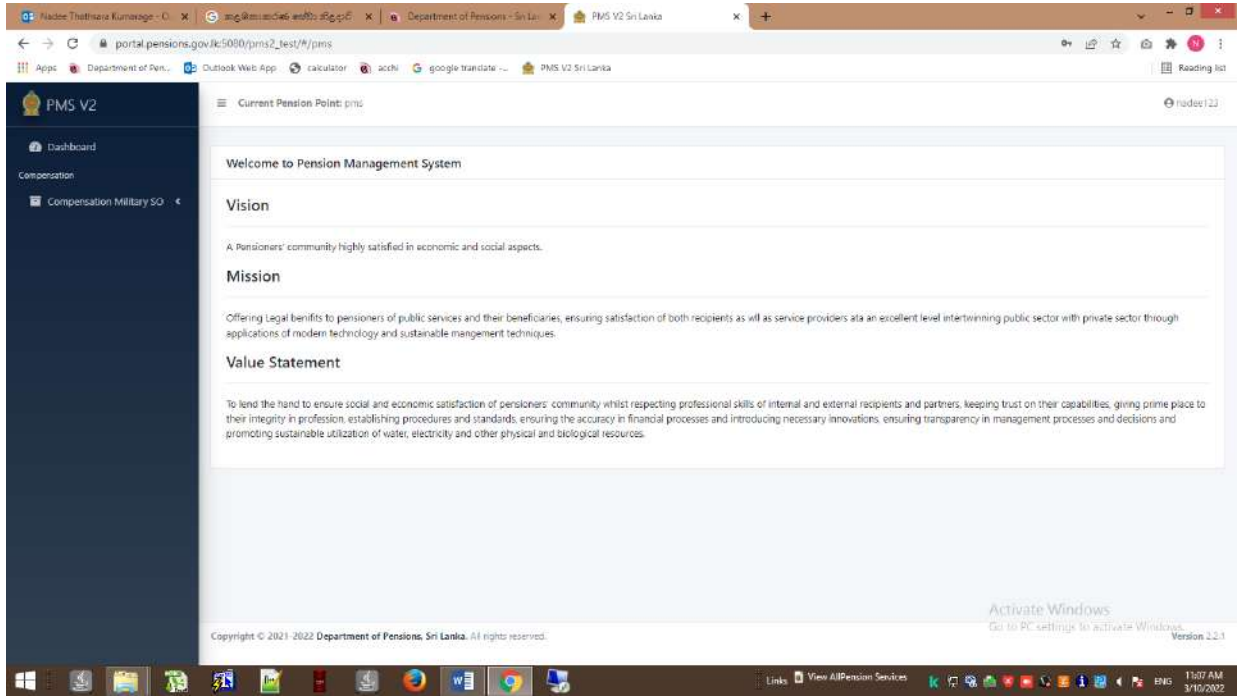 Nadee Thathsara Kumarage - O
Department of Pensions - Sri La
PMS V2 Sri Lanka
portal.pensions.gov.lk:5080/pms2_test/#/pms
Apps
Department of Pen...
Outlook Web App
calculator
acchi
google translate -...
PMS V2 Sri Lanka
Reading list
PMS V2
Current Pension Point: pms
nadee123
Dashboard
Compensation
Compensation Military SO
Welcome to Pension Management System
Vision
A Pensioners' community highly satisfied in economic and social aspects.
Mission
Offering Legal benifits to pensioners of public services and their beneficiaries, ensuring satisfaction of both recipients as wll as service providers ata an excellent level intertwinning public sector with private sector through
applications of modern technology and sustainable mangement techniques.
Value Statement
To lend the hand to ensure social and economic satisfaction of pensioners' community whilst respecting professional skills of internal and external recipients and partners, keeping trust on their capabilities, giving prime place to
their integrity in profession, establishing procedures and standards, ensuring the accuracy in financial processes and introducing necessary innovations, ensuring transparency in management processes and decisions and
promoting sustainable utilization of water, electricity and other physical and biological resources.
Activate Windows
Go to PC settings to activate Windows.
Copyright © 2021-2022 Department of Pensions, Sri Lanka. All rights reserved.
Version 2.2.1
Links
View AllPension Services
ENG
11:07 AM
3/10/2022